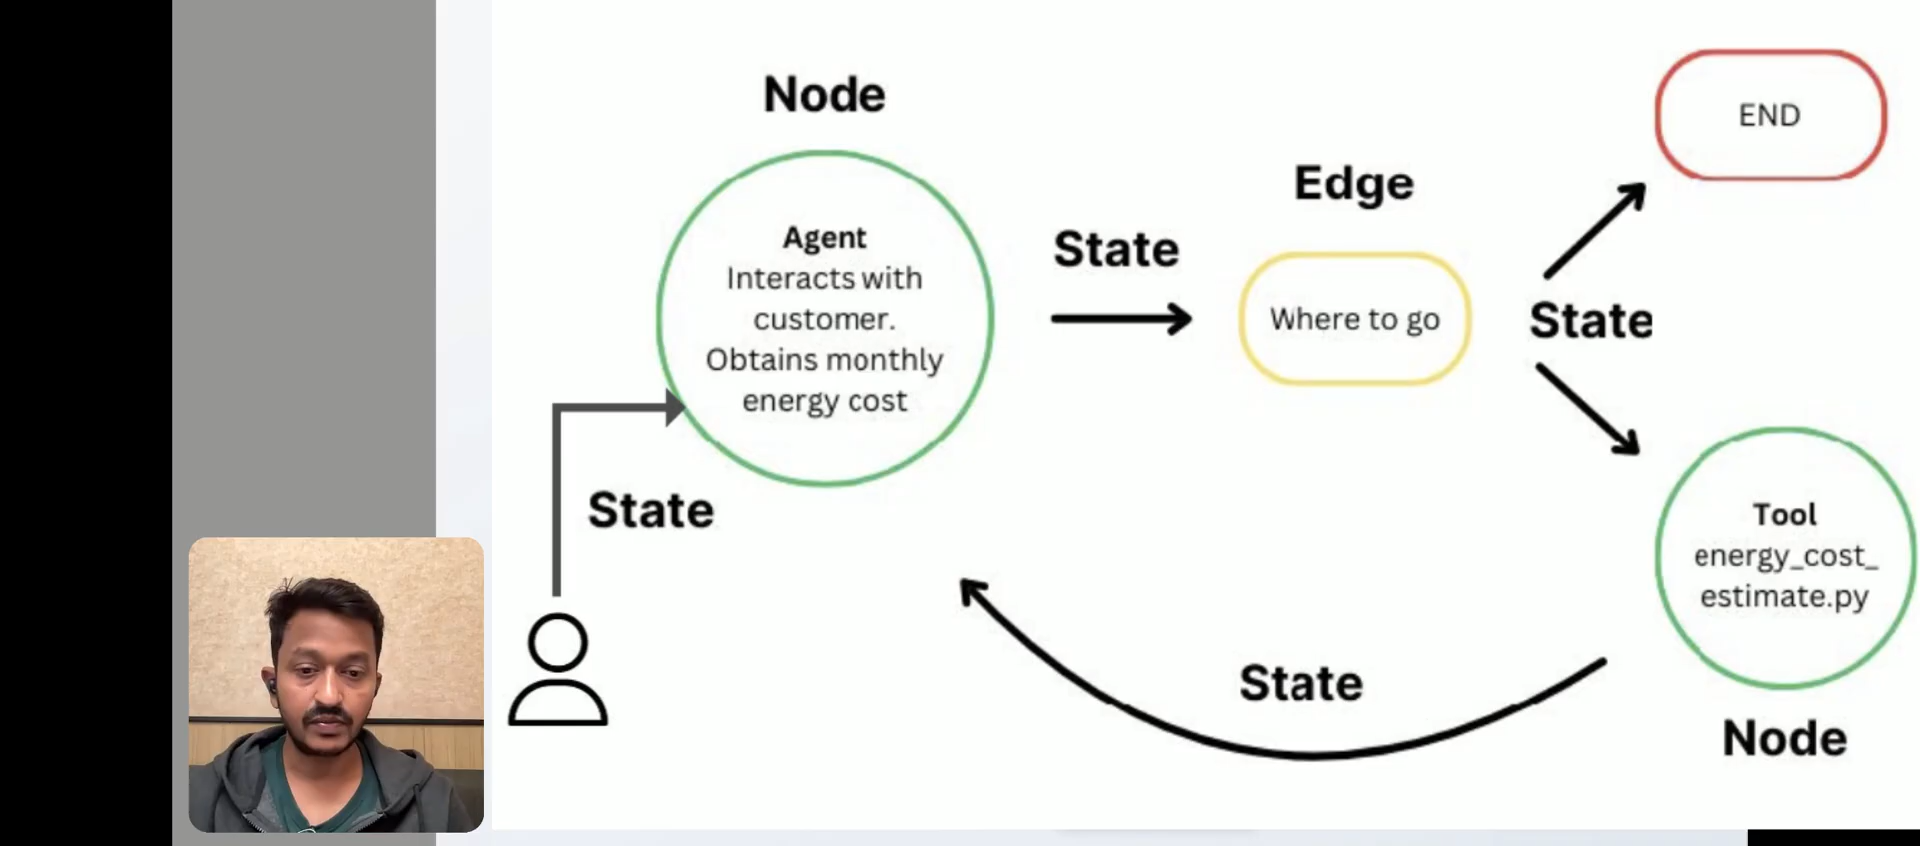 Node
Agent
Interacts with
customer.
Obtains monthly
energy cost
State
State
Edge
Where to go
State
END
Tool
energy_cost_
estimate.py
Node
State